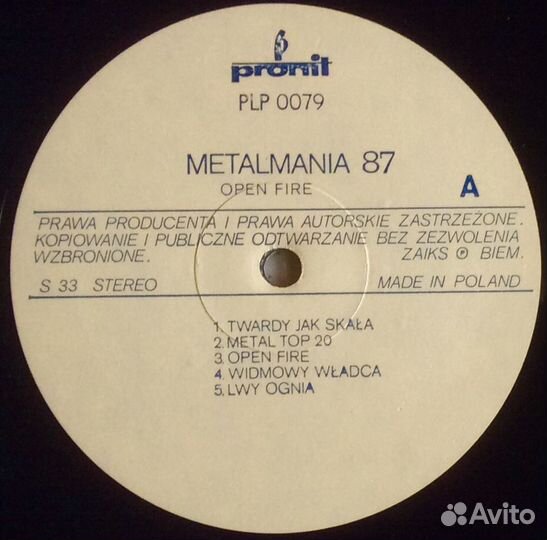 pronit
PLP 0079
METALMANIA 87
OPEN FIRE
A
PRAWA PRODUCENTA I PRAWA AUTORSKIE ZASTRZEŻONE.
KOPIOWANIE I PUBLICZNE ODTWARZANIE BEZ ZEZWOLENIA
WZBRONIONE. ZAIKS ℗ BIEM.
S 33 STEREO MADE IN POLAND
1. TWARDY JAK SKAŁA
2. METAL TOP 20
3. OPEN FIRE
4. WIDMOWY WŁADCA
5. LWY OGNIA
Avito